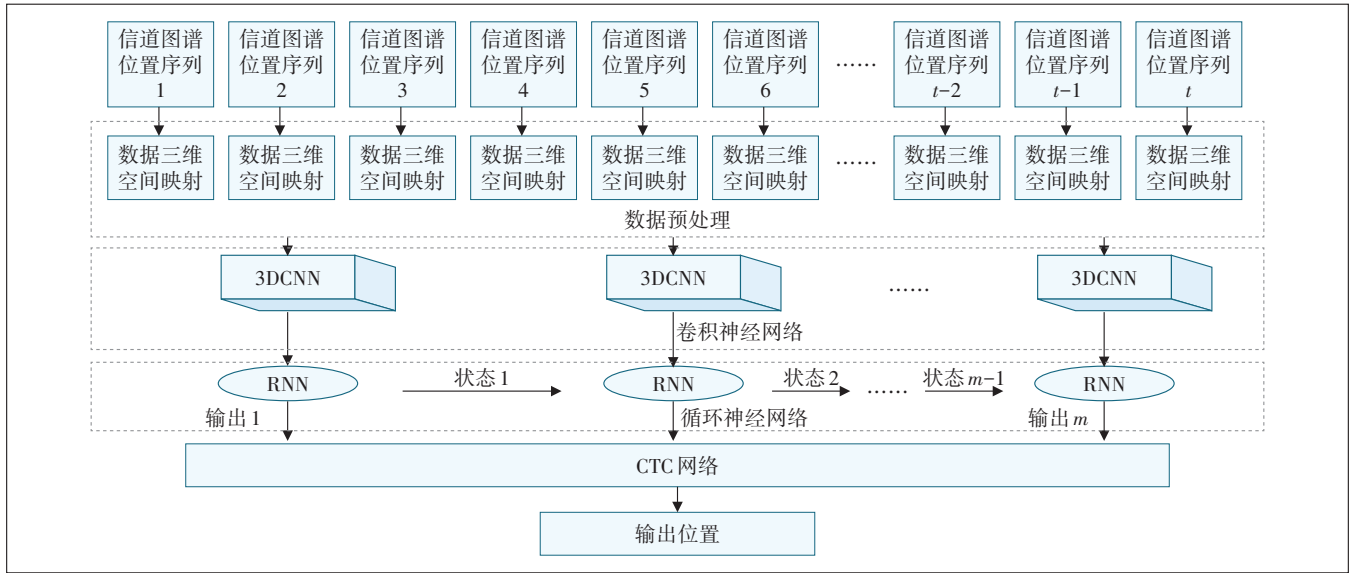 信道图谱
位置序列
1
信道图谱
位置序列
2
信道图谱
位置序列
3
信道图谱
位置序列
4
信道图谱
位置序列
5
信道图谱
位置序列
6
……
信道图谱
位置序列
t-2
信道图谱
位置序列
t-1
信道图谱
位置序列
t
数据三维
空间映射
数据三维
空间映射
数据三维
空间映射
数据三维
空间映射
数据三维
空间映射
数据三维
空间映射
……
数据三维
空间映射
数据三维
空间映射
数据三维
空间映射
数据预处理
3DCNN
3DCNN
……
3DCNN
卷积神经网络
RNN
状态1
RNN
状态2
……
状态m-1
RNN
输出1
循环神经网络
输出m
CTC网络
输出位置